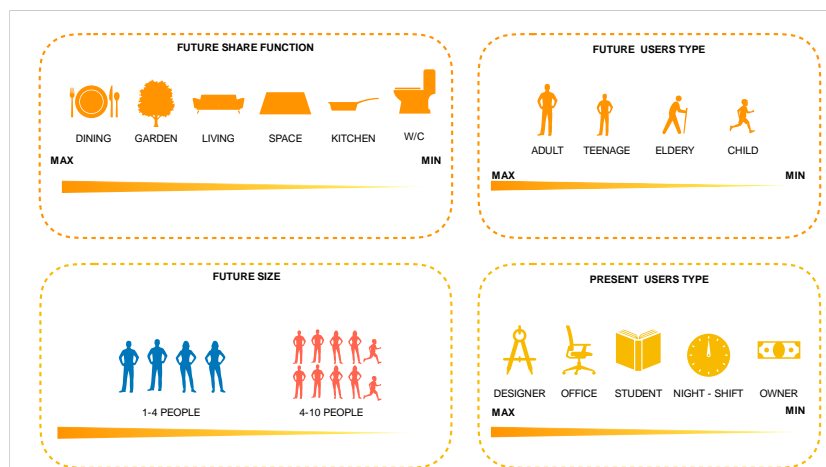 FUTURE SHARE FUNCTION
DINING GARDEN LIVING SPACE KITCHEN W/C
MAX MIN
FUTURE USERS TYPE
ADULT TEENAGE ELDERY CHILD
MAX MIN
FUTURE SIZE
1-4 PEOPLE 4-10 PEOPLE
PRESENT USERS TYPE
DESIGNER OFFICE STUDENT NIGHT - SHIFT OWNER
MAX MIN